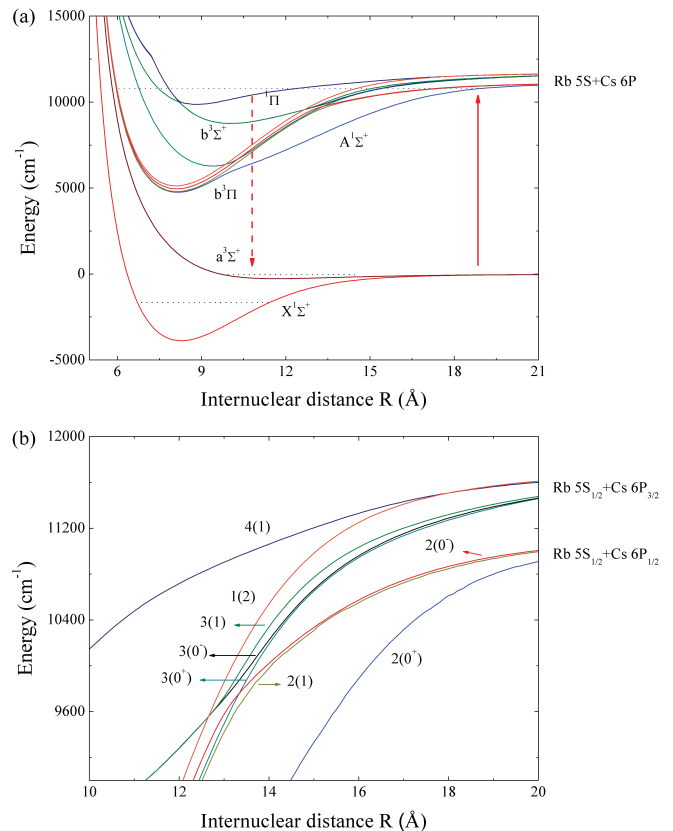 (a)
15000
10000
5000
0
-5000
Energy (cm⁻¹)
¹Π
b³Σ⁺
A¹Σ⁺
b³Π
a³Σ⁺
X¹Σ⁺
Rb 5S+Cs 6P
6 9 12 15 18 21
Internuclear distance R (Å)
(b)
12000
11200
10400
9600
Energy (cm⁻¹)
4(1)
1(2)
3(1)
3(0⁻)
3(0⁺)
2(1)
2(0⁻)
2(0⁺)
Rb 5S₁/₂+Cs 6P₃/₂
Rb 5S₁/₂+Cs 6P₁/₂
10 12 14 16 18 20
Internuclear distance R (Å)